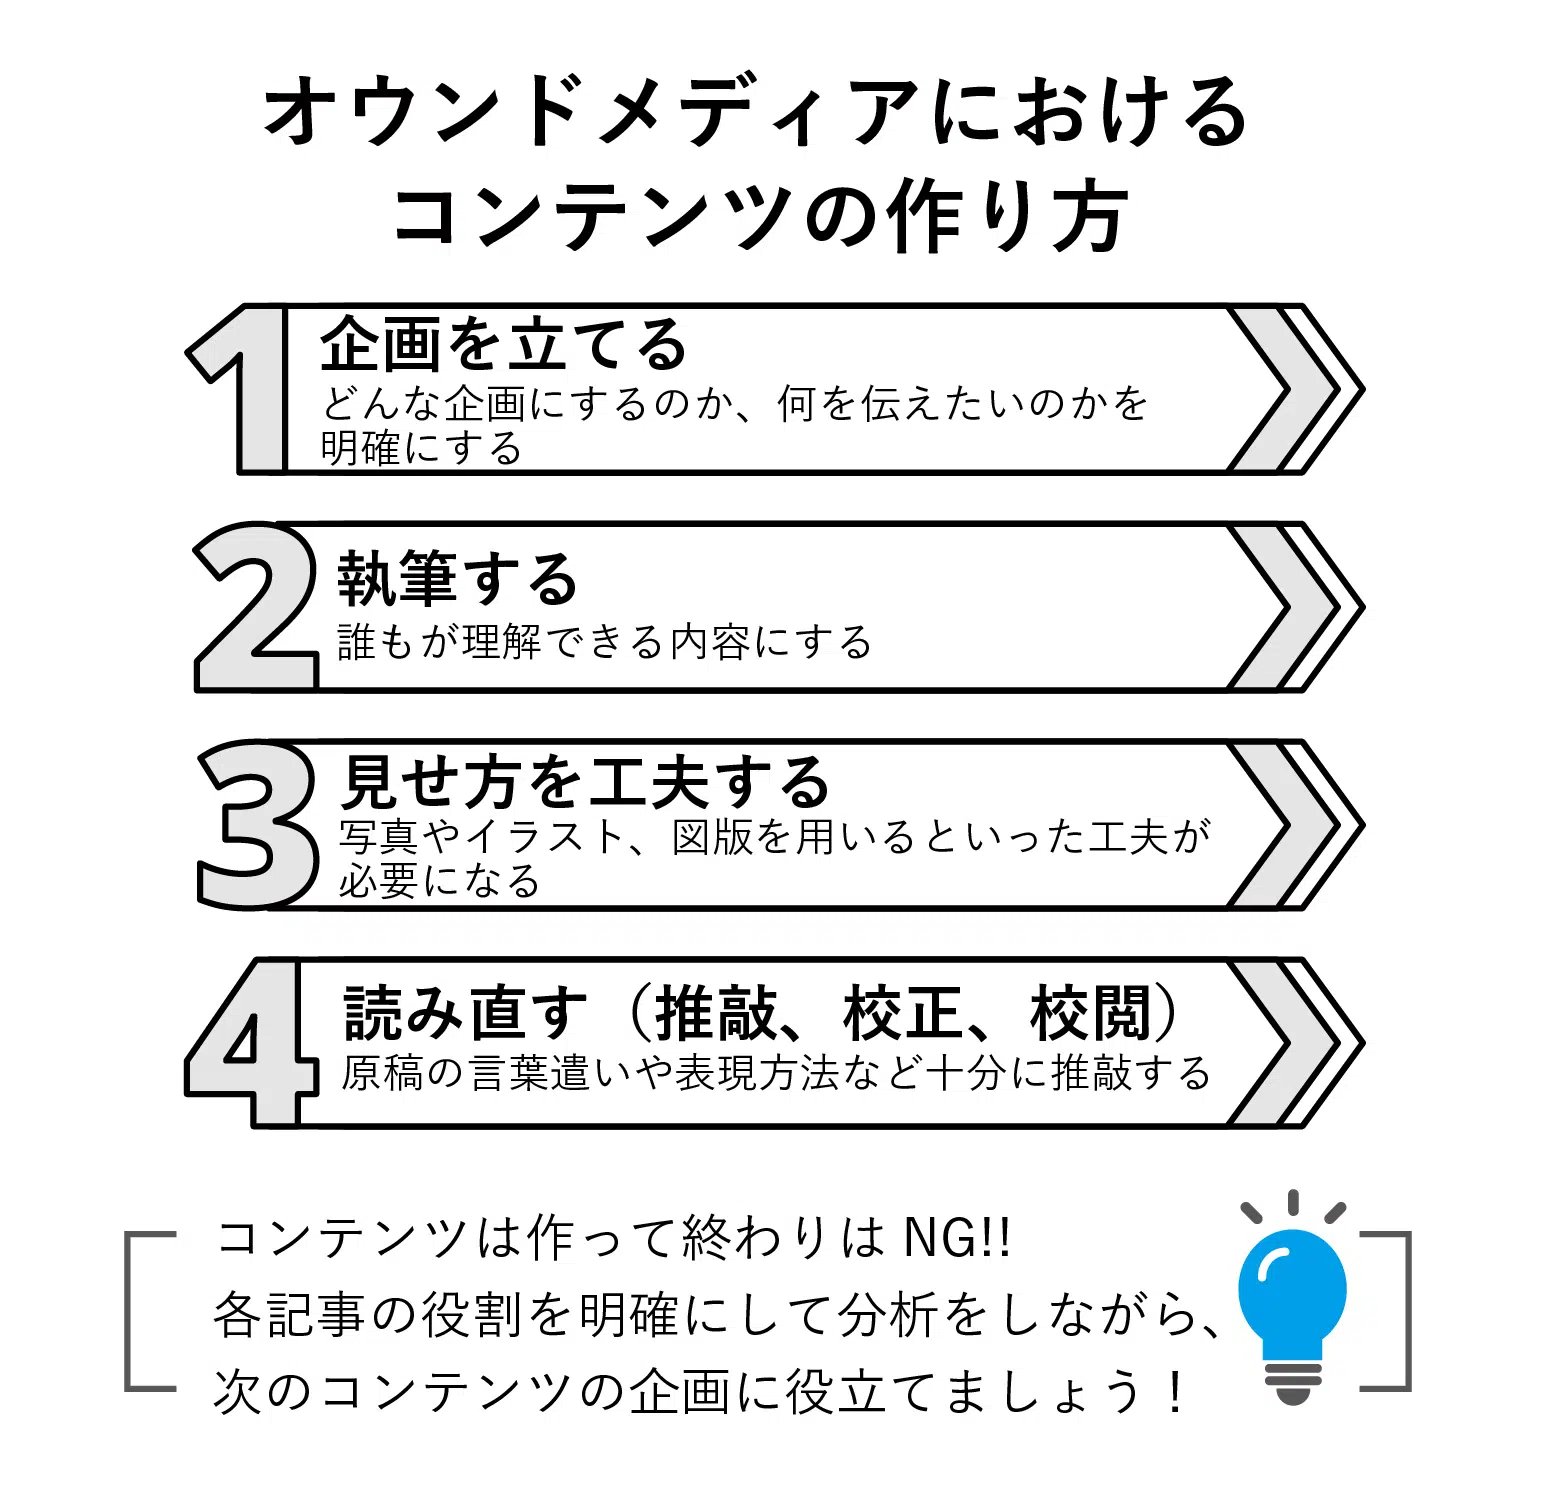 オウンドメディアにおける
コンテンツの作り方
1
企画を立てる
どんな企画にするのか、何を伝えたいのかを
明確にする
2
執筆する
誰もが理解できる内容にする
3
見せ方を工夫する
写真やイラスト、図版を用いるといった工夫が
必要になる
4
読み直す（推敲、校正、校閲）
原稿の言葉遣いや表現方法など十分に推敲する
コンテンツは作って終わりは NG!!
各記事の役割を明確にして分析をしながら、
次のコンテンツの企画に役立てましょう！